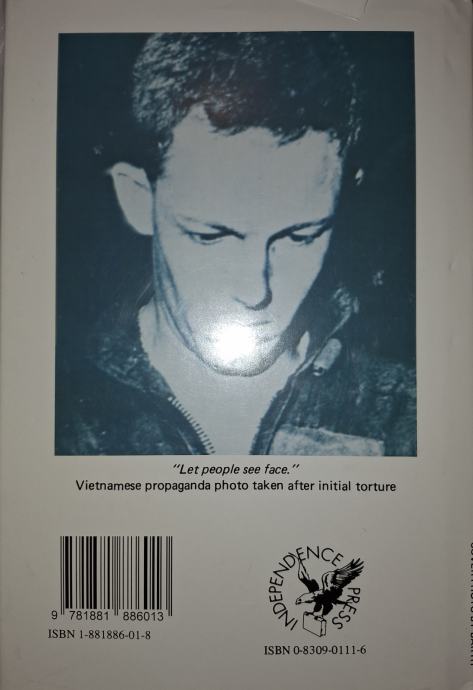 "Let people see face."
Vietnamese propaganda photo taken after initial torture
INDEPENDENCE PRESS
9 781881 886013
ISBN 1-881886-01-8
ISBN 0-8309-0111-6